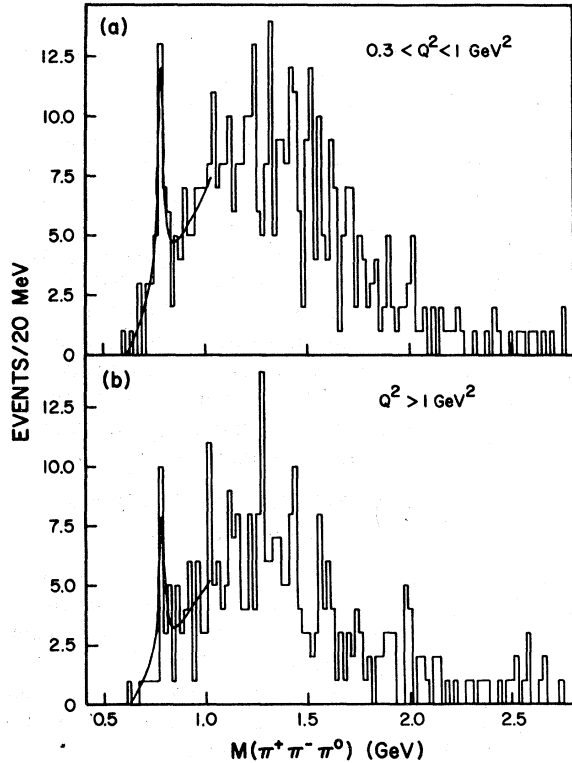 (a)
0.3 < Q² < 1 GeV²
12.5
10.0
7.5
5.0
2.5
0
EVENTS/20 MeV
(b)
Q² > 1 GeV²
12.5
10.0
7.5
5.0
2.5
0
0.5 1.0 1.5 2.0 2.5
M(π⁺π⁻π⁰) (GeV)